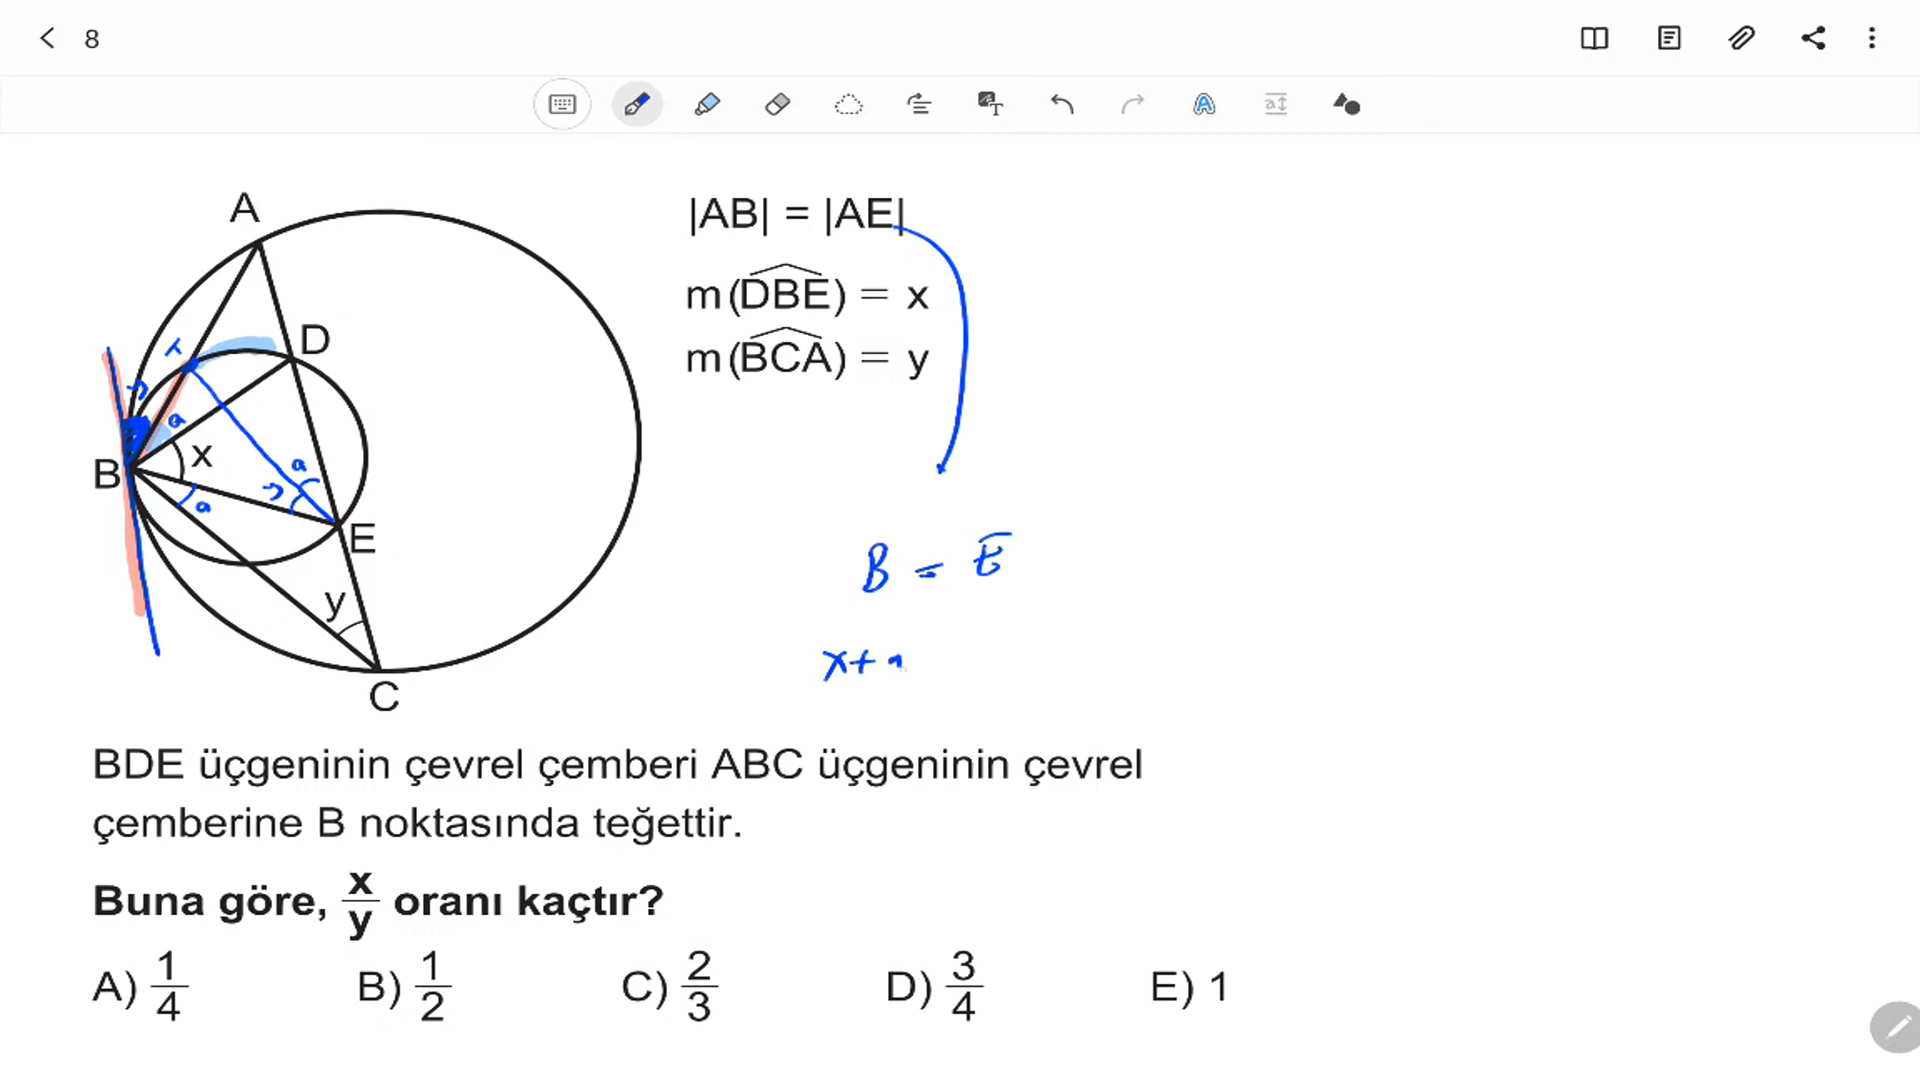 8
A
|AB| = |AE|
m(DBE) = x
m(BCA) = y
D
B
x
a
a
a
E
y
C
B = E
x+
BDE üçgeninin çevrel çemberi ABC üçgeninin çevrel
çemberine B noktasında teğettir.
Buna göre, x/y oranı kaçtır?
A) 1/4 B) 1/2 C) 2/3 D) 3/4 E) 1